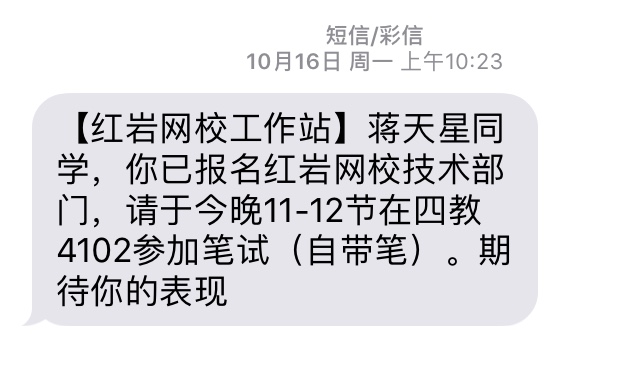 短信/彩信
10月16日 周一 上午10:23
【红岩网校工作站】蒋天星同
学，你已报名红岩网校技术部
门，请于今晚11-12节在四教
4102参加笔试（自带笔）。期
待你的表现